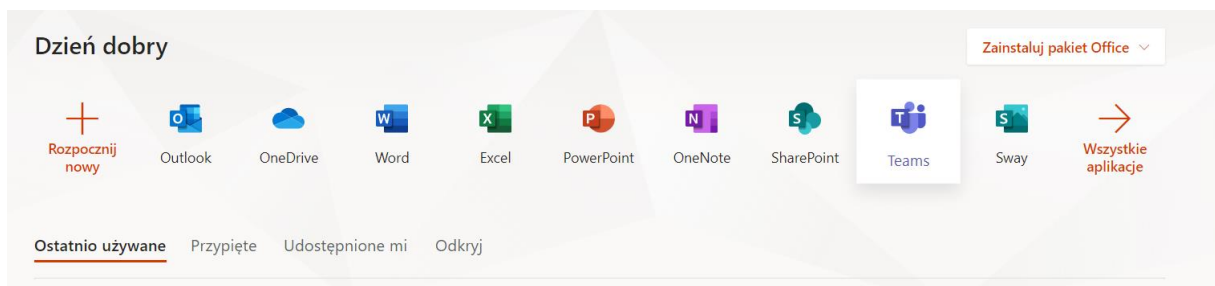 Dzień dobry
Zainstaluj pakiet Office
Rozpocznij
nowy
Outlook
OneDrive
Word
Excel
PowerPoint
OneNote
SharePoint
Teams
Sway
Wszystkie
aplikacje
Ostatnio używane Przypięte Udostępnione mi Odkryj